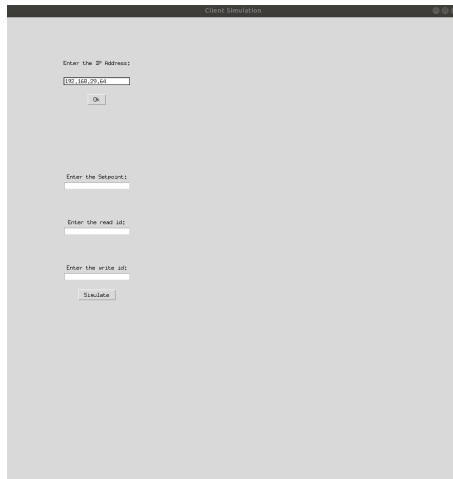 Client Simulation
Enter the IP Address:
192.168.29.64
Ok
Enter the Setpoint:
Enter the read id:
Enter the write id:
Simulate